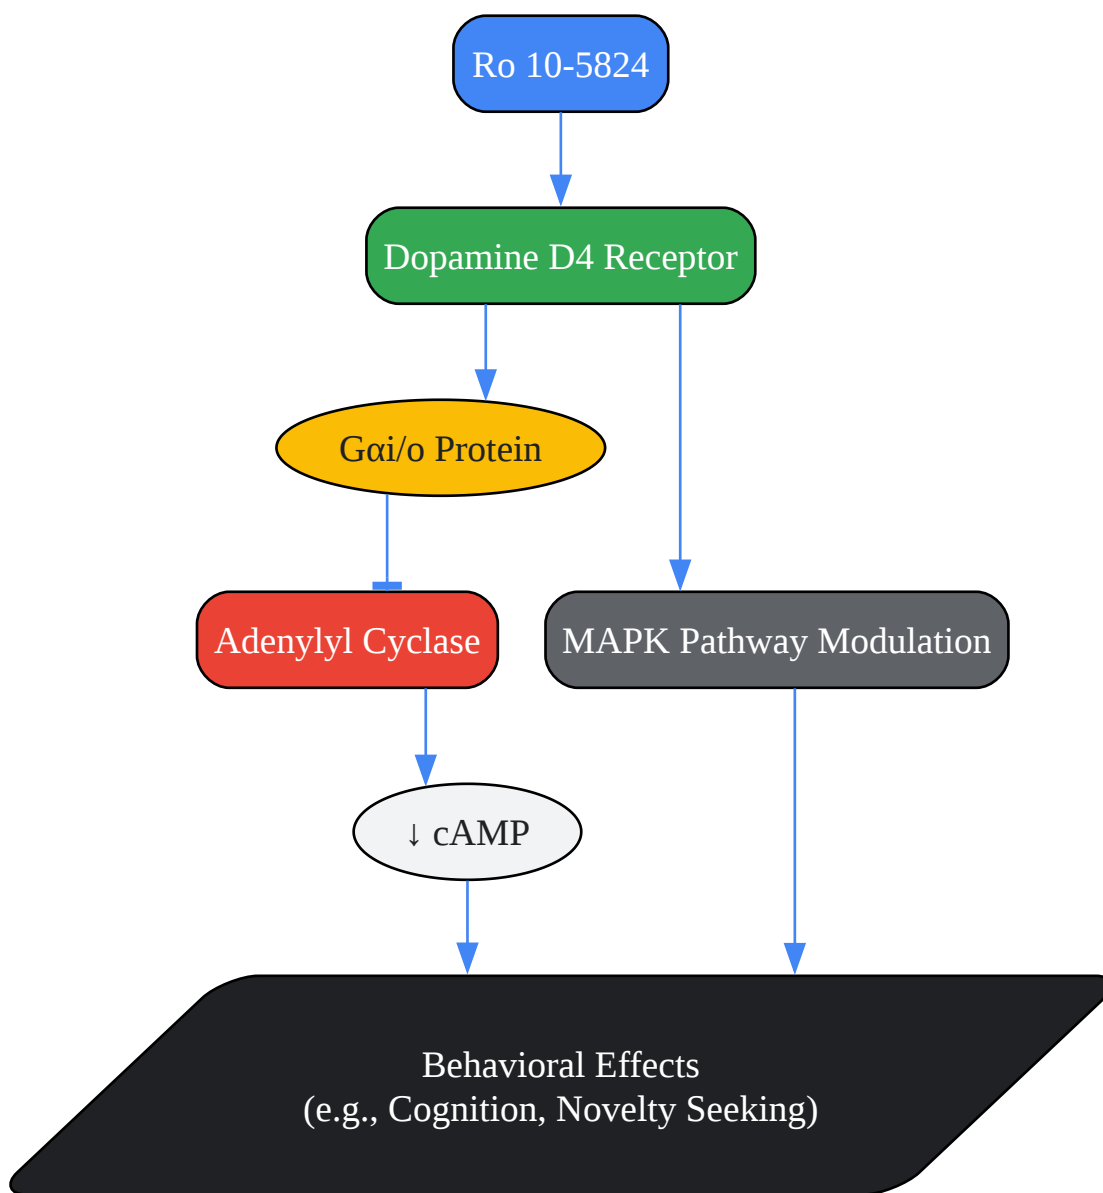 Ro 10-5824
Dopamine D4 Receptor
Gαi/o Protein
Adenylyl Cyclase
MAPK Pathway Modulation
↓ cAMP
Behavioral Effects
(e.g., Cognition, Novelty Seeking)